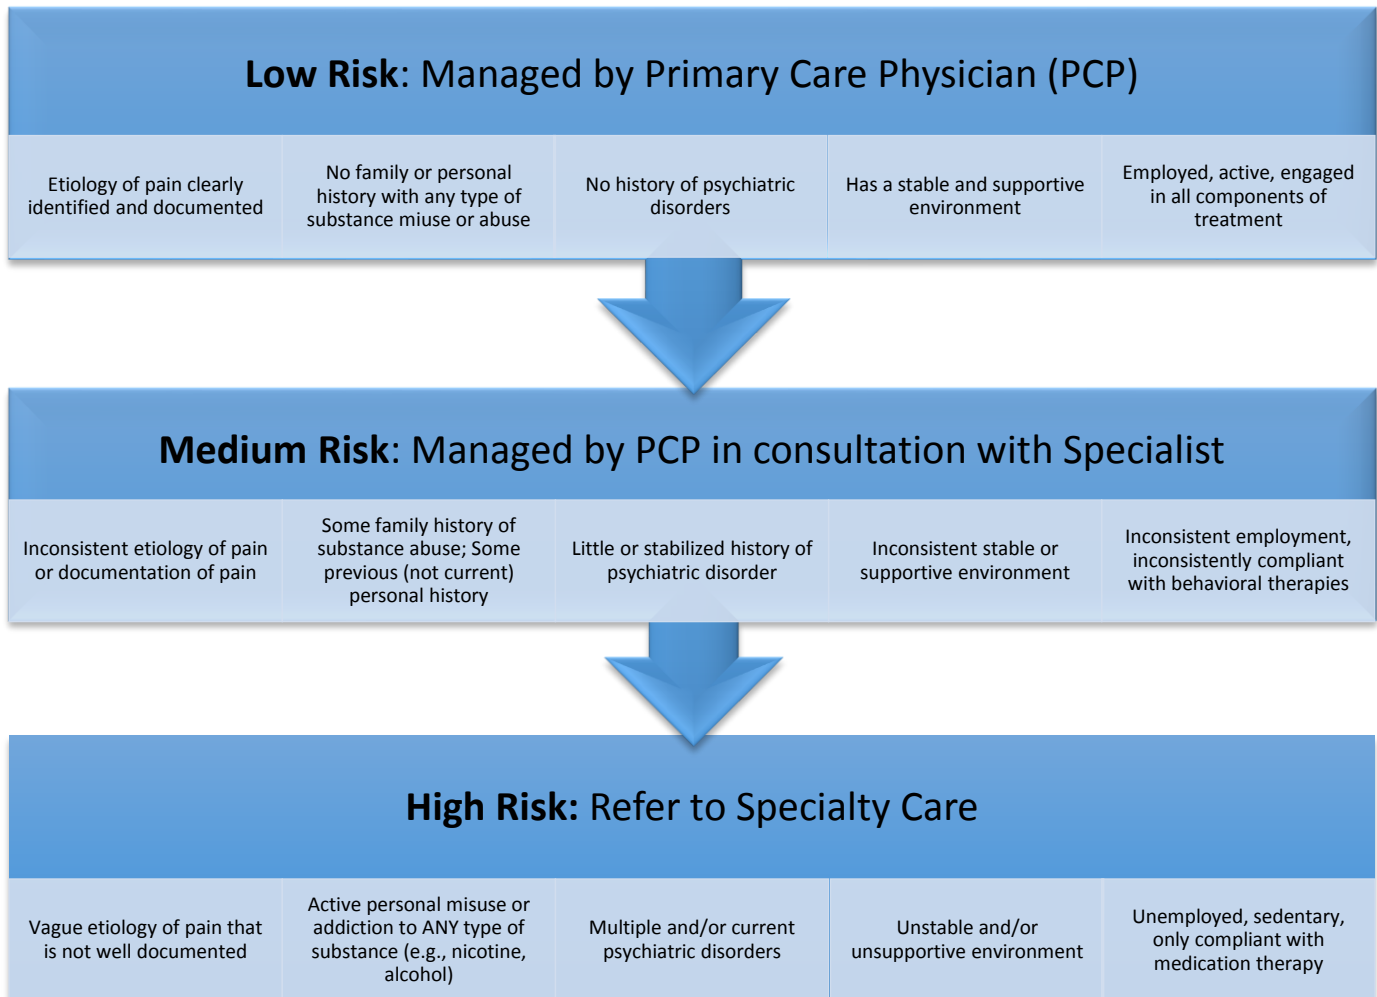 Low Risk: Managed by Primary Care Physician (PCP)
Etiology of pain clearly
identified and documented
No family or personal
history with any type of
substance miuse or abuse
No history of psychiatric
disorders
Has a stable and supportive
environment
Employed, active, engaged
in all components of
treatment
Medium Risk: Managed by PCP in consultation with Specialist
Inconsistent etiology of pain
or documentation of pain
Some family history of
substance abuse; Some
previous (not current)
personal history
Little or stabilized history of
psychiatric disorder
Inconsistent stable or
supportive environment
Inconsistent employment,
inconsistently compliant
with behavioral therapies
High Risk: Refer to Specialty Care
Vague etiology of pain that
is not well documented
Active personal misuse or
addiction to ANY type of
substance (e.g., nicotine,
alcohol)
Multiple and/or current
psychiatric disorders
Unstable and/or
unsupportive environment
Unemployed, sedentary,
only compliant with
medication therapy